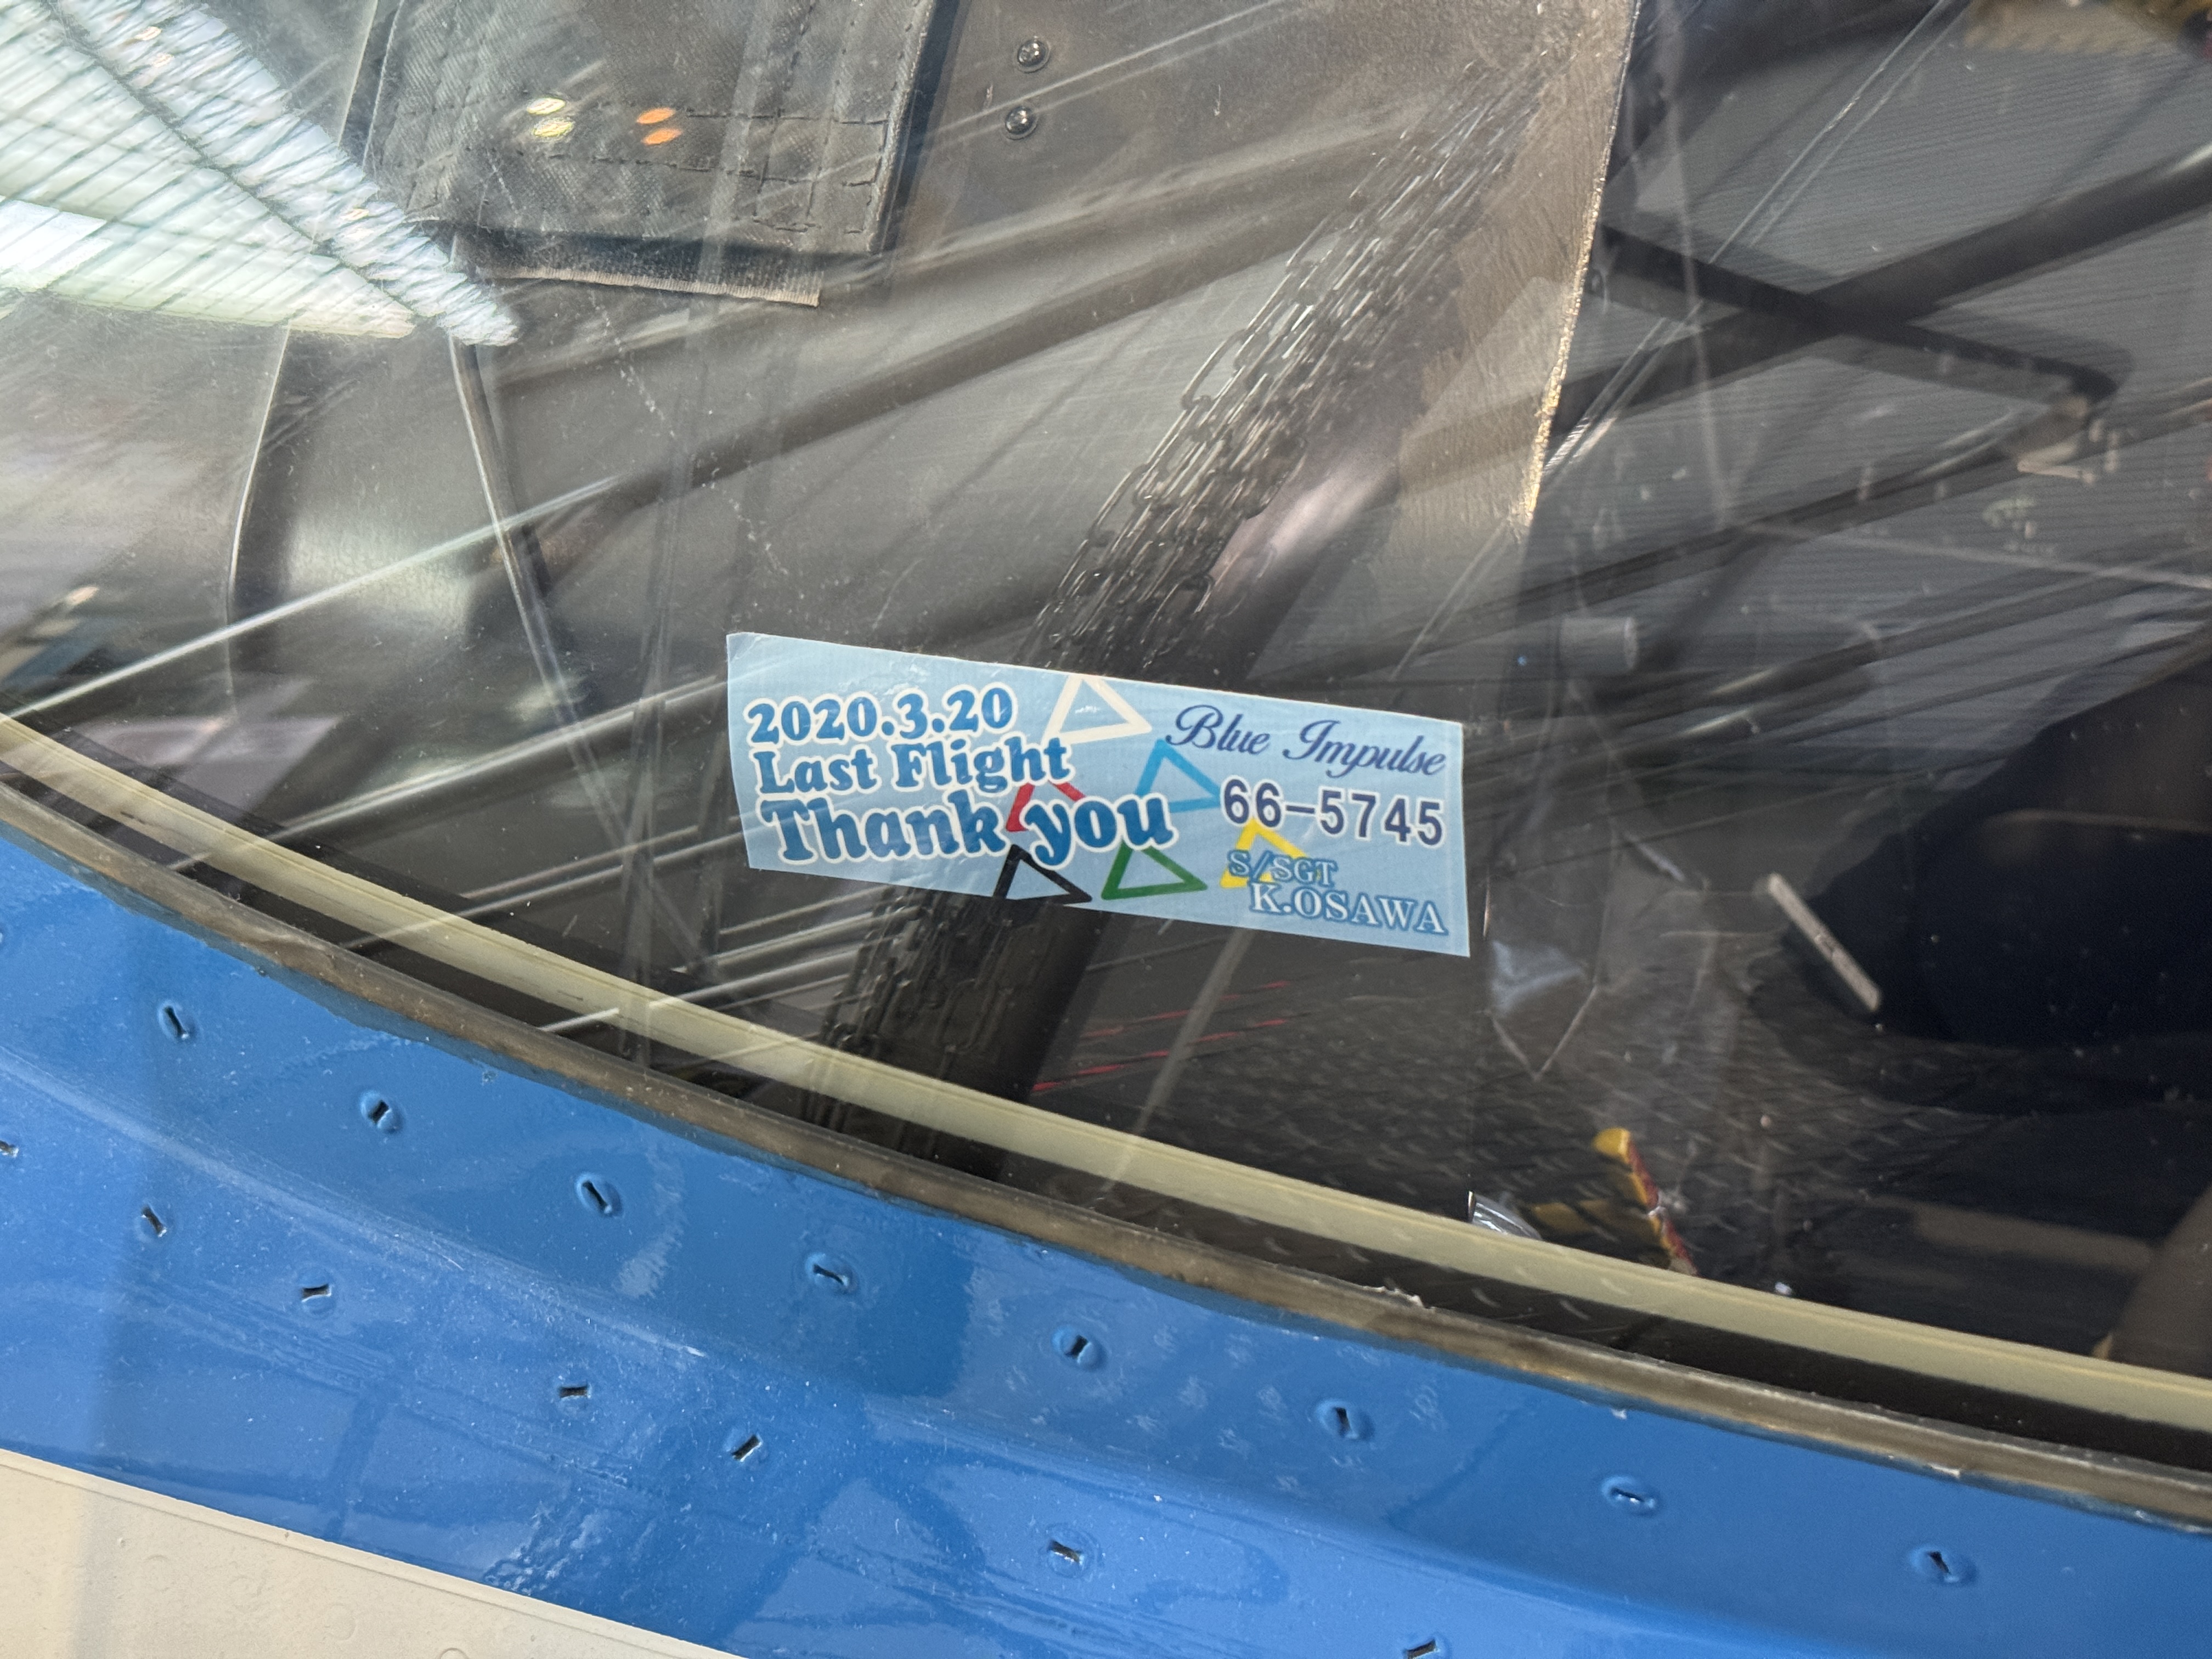 2020.3.20
Last Flight
Thank you
Blue Impulse
66-5745
S/SGT
K.OSAWA